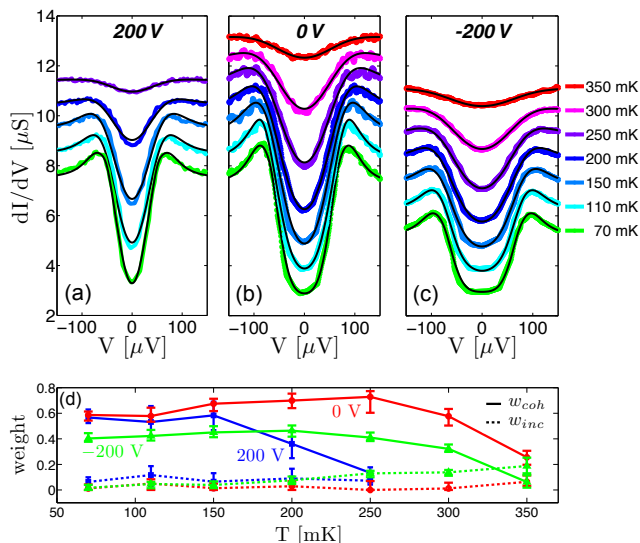 200 V
0 V
-200 V
14
12
10
8
6
4
2
dI/dV [μS]
(a)
(b)
(c)
350 mK
300 mK
250 mK
200 mK
150 mK
110 mK
70 mK
−100 0 100
−100 0 100
−100 0 100
V [μV]
V [μV]
V [μV]
(d)
0.8
0.6
0.4
0.2
0
weight
0 V
−200 V
200 V
w_coh
w_inc
50 100 150 200 250 300 350
T [mK]